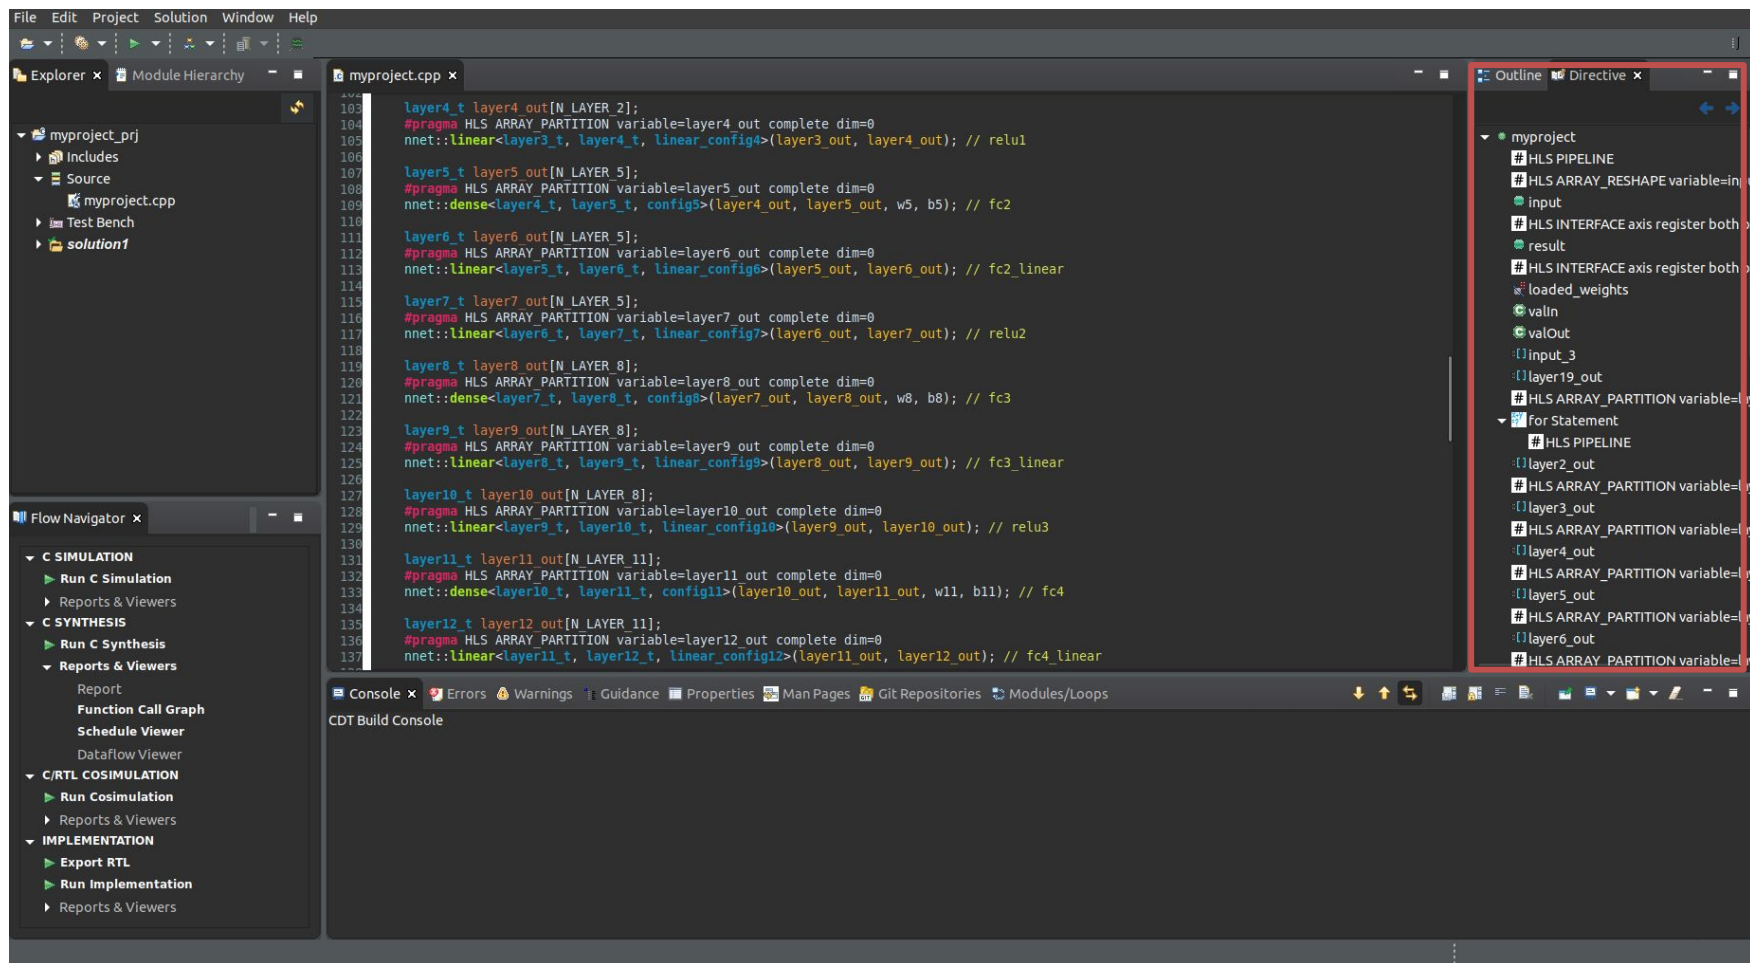 File Edit Project Solution Window Help
Explorer Module Hierarchy
myproject_prj
Includes
Source
myproject.cpp
Test Bench
solution1
Flow Navigator
C SIMULATION
Run C Simulation
Reports & Viewers
C SYNTHESIS
Run C Synthesis
Reports & Viewers
Report
Function Call Graph
Schedule Viewer
Dataflow Viewer
C/RTL COSIMULATION
Run Cosimulation
Reports & Viewers
IMPLEMENTATION
Export RTL
Run Implementation
Reports & Viewers
myproject.cpp
102
103 layer4_t layer4_out[N_LAYER_2];
104 #pragma HLS ARRAY_PARTITION variable=layer4_out complete dim=0
105 nnet::linear<layer3_t, layer4_t, linear_config4>(layer3_out, layer4_out); // relu1
106
107 layer5_t layer5_out[N_LAYER_5];
108 #pragma HLS ARRAY_PARTITION variable=layer5_out complete dim=0
109 nnet::dense<layer4_t, layer5_t, config5>(layer4_out, layer5_out, w5, b5); // fc2
110
111 layer6_t layer6_out[N_LAYER_5];
112 #pragma HLS ARRAY_PARTITION variable=layer6_out complete dim=0
113 nnet::linear<layer5_t, layer6_t, linear_config6>(layer5_out, layer6_out); // fc2_linear
114
115 layer7_t layer7_out[N_LAYER_5];
116 #pragma HLS ARRAY_PARTITION variable=layer7_out complete dim=0
117 nnet::linear<layer6_t, layer7_t, linear_config7>(layer6_out, layer7_out); // relu2
118
119 layer8_t layer8_out[N_LAYER_8];
120 #pragma HLS ARRAY_PARTITION variable=layer8_out complete dim=0
121 nnet::dense<layer7_t, layer8_t, config8>(layer7_out, layer8_out, w8, b8); // fc3
122
123 layer9_t layer9_out[N_LAYER_8];
124 #pragma HLS ARRAY_PARTITION variable=layer9_out complete dim=0
125 nnet::linear<layer8_t, layer9_t, linear_config9>(layer8_out, layer9_out); // fc3_linear
126
127 layer10_t layer10_out[N_LAYER_8];
128 #pragma HLS ARRAY_PARTITION variable=layer10_out complete dim=0
129 nnet::linear<layer9_t, layer10_t, linear_config10>(layer9_out, layer10_out); // relu3
130
131 layer11_t layer11_out[N_LAYER_11];
132 #pragma HLS ARRAY_PARTITION variable=layer11_out complete dim=0
133 nnet::dense<layer10_t, layer11_t, config11>(layer10_out, layer11_out, w11, b11); // fc4
134
135 layer12_t layer12_out[N_LAYER_11];
136 #pragma HLS ARRAY_PARTITION variable=layer12_out complete dim=0
137 nnet::linear<layer11_t, layer12_t, linear_config12>(layer11_out, layer12_out); // fc4_linear
Outline Directive
myproject
# HLS PIPELINE
# HLS ARRAY_RESHAPE variable=inp
input
# HLS INTERFACE axis register both p
result
# HLS INTERFACE axis register both p
loaded_weights
valIn
valOut
input_3
layer19_out
# HLS ARRAY_PARTITION variable=lay
for Statement
# HLS PIPELINE
layer2_out
# HLS ARRAY_PARTITION variable=lay
layer3_out
# HLS ARRAY_PARTITION variable=lay
layer4_out
# HLS ARRAY_PARTITION variable=lay
layer5_out
# HLS ARRAY_PARTITION variable=lay
layer6_out
# HLS ARRAY_PARTITION variable=lay
Console Errors Warnings Guidance Properties Man Pages Git Repositories Modules/Loops
CDT Build Console